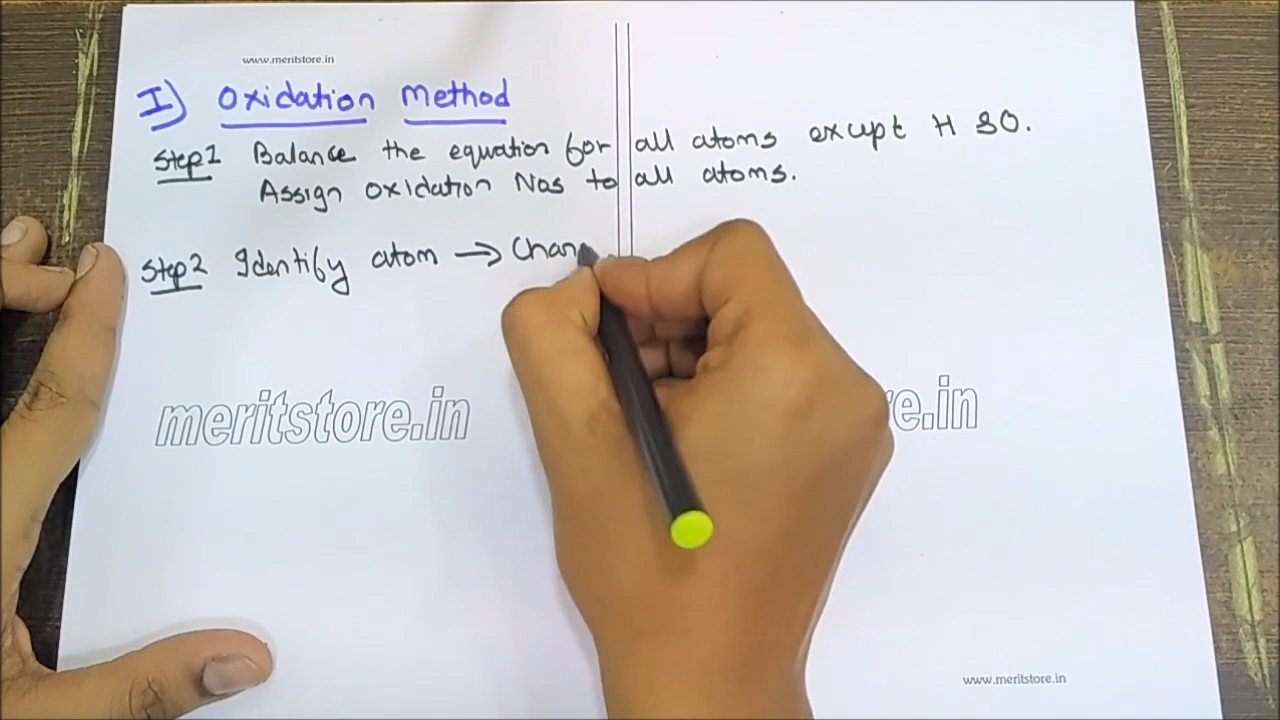 www.meritstore.in
I) Oxidation Method
Step1 Balance the equation for all atoms except H & O.
Assign oxidation Nos to all atoms.
Step2 Identify atom → Chan
meritstore.in
re.in
www.meritstore.in